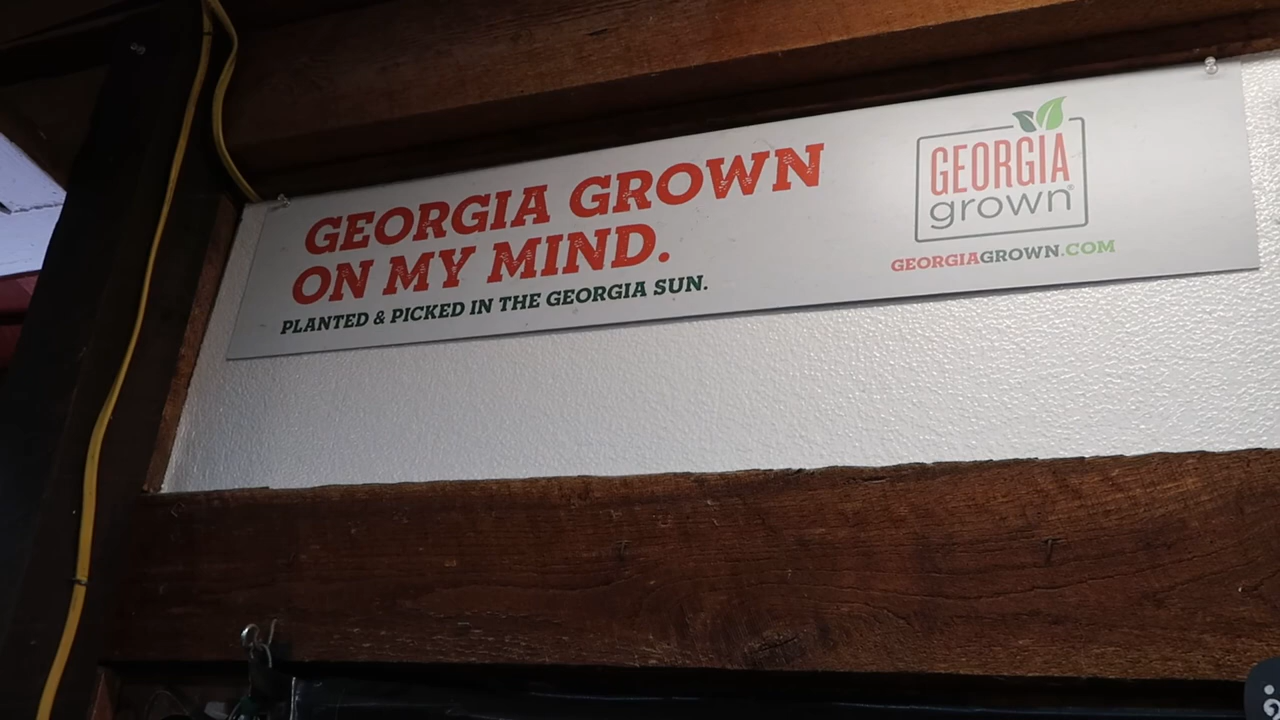 GEORGIA GROWN
ON MY MIND.
PLANTED & PICKED IN THE GEORGIA SUN.
GEORGIA
grown®
GEORGIAGROWN.COM